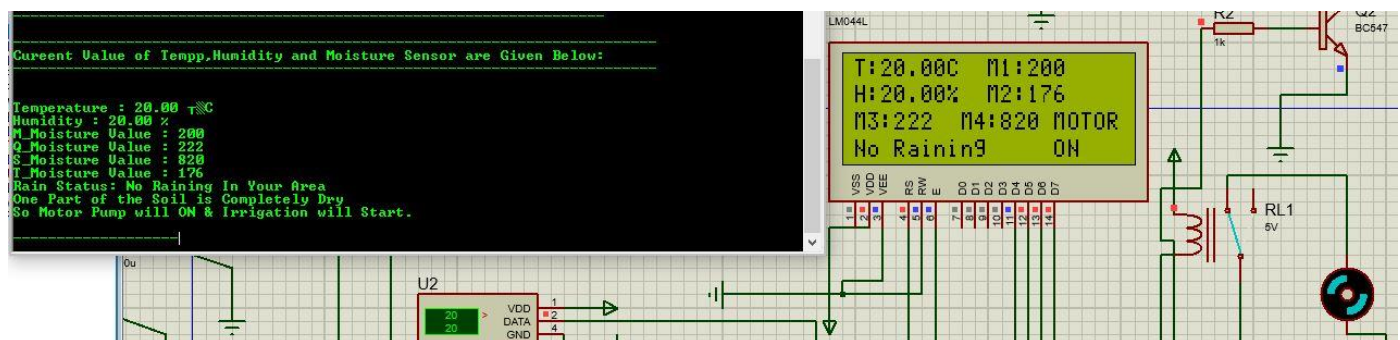 Cureent Value of Tempp,Humidity and Moisture Sensor are Given Below:
Temperature : 20.00 ┬░C
Humidity : 20.00 %
M_Moisture Value : 200
Q_Moisture Value : 222
S_Moisture Value : 820
T_Moisture Value : 176
Rain Status: No Raining In Your Area
One Part of the Soil is Completely Dry
So Motor Pump will ON & Irrigation will Start.
LM044L
T:20.00C M1:200
H:20.00% M2:176
M3:222 M4:820 MOTOR
No Raining ON
VSS
VDD
VEE
RS
RW
E
D0
D1
D2
D3
D4
D5
D6
D7
1
2
3
4
5
6
7
8
9
10
11
12
13
14
R2
1k
Q2
BC547
RL1
5V
0u
U2
20
20
>
VDD
DATA
GND
1
2
4